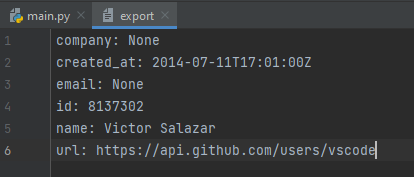 main.py
export
1 company: None
2 created_at: 2014-07-11T17:01:00Z
3 email: None
4 id: 8137302
5 name: Victor Salazar
6 url: https://api.github.com/users/vscode